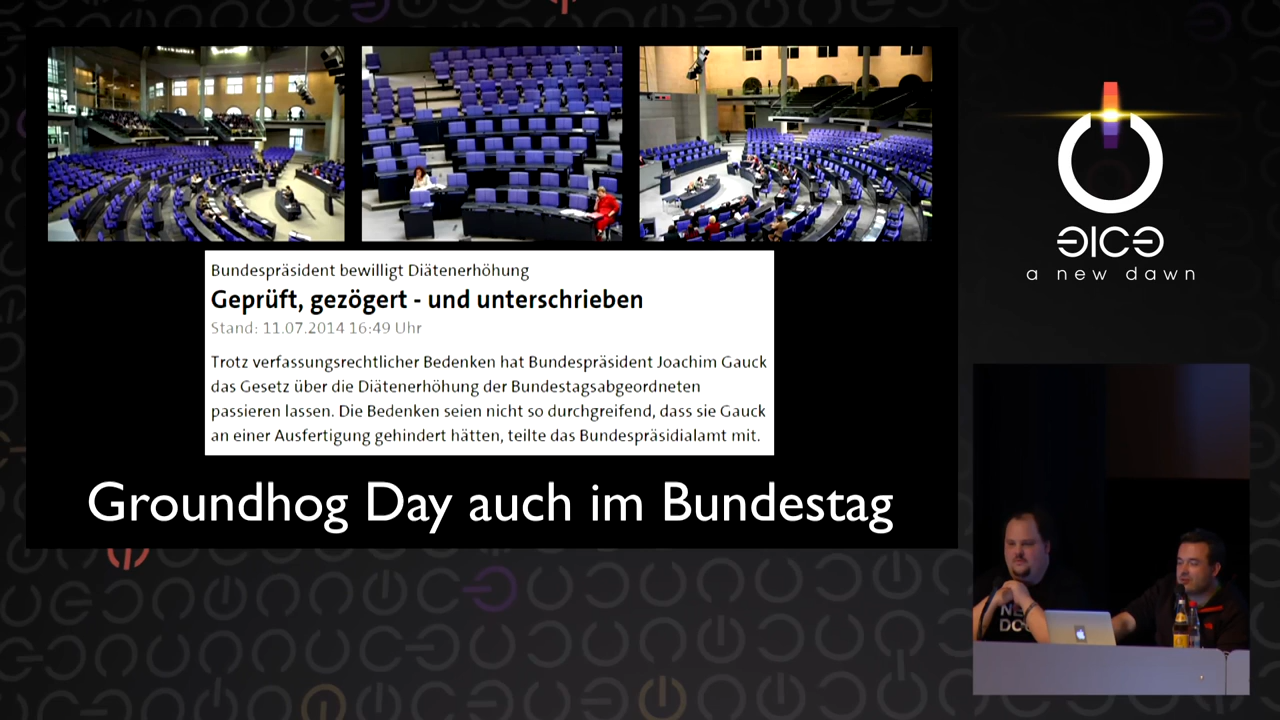 Bundespräsident bewilligt Diätenerhöhung
Geprüft, gezögert - und unterschrieben
Stand: 11.07.2014 16:49 Uhr
Trotz verfassungsrechtlicher Bedenken hat Bundespräsident Joachim Gauck
das Gesetz über die Diätenerhöhung der Bundestagsabgeordneten
passieren lassen. Die Bedenken seien nicht so durchgreifend, dass sie Gauck
an einer Ausfertigung gehindert hätten, teilte das Bundespräsidialamt mit.
Groundhog Day auch im Bundestag
a new dawn